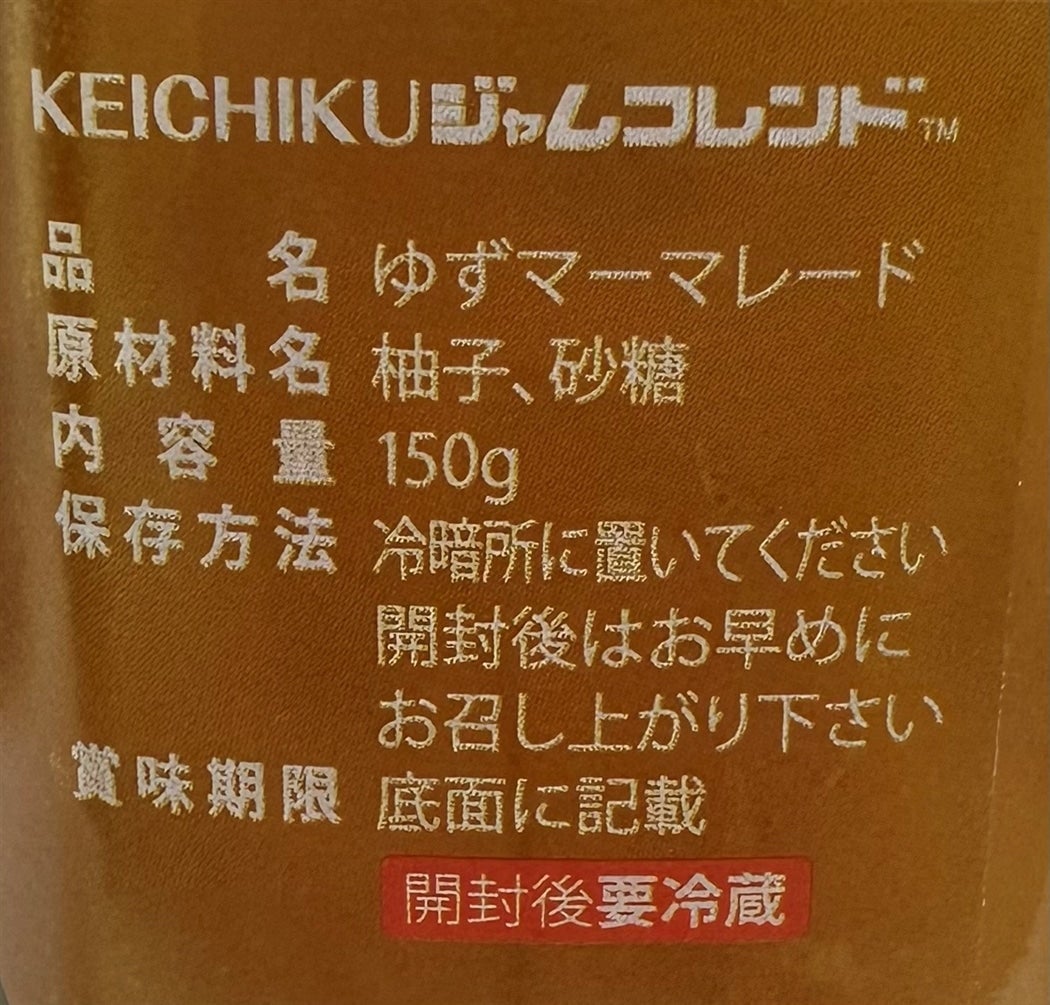 KEICHIKUジャムフレンド™
品名 ゆずマーマレード
原材料名 柚子、砂糖
内容量 150g
保存方法 冷暗所に置いてください
開封後はお早めに
お召し上がり下さい
賞味期限 底面に記載
開封後要冷蔵